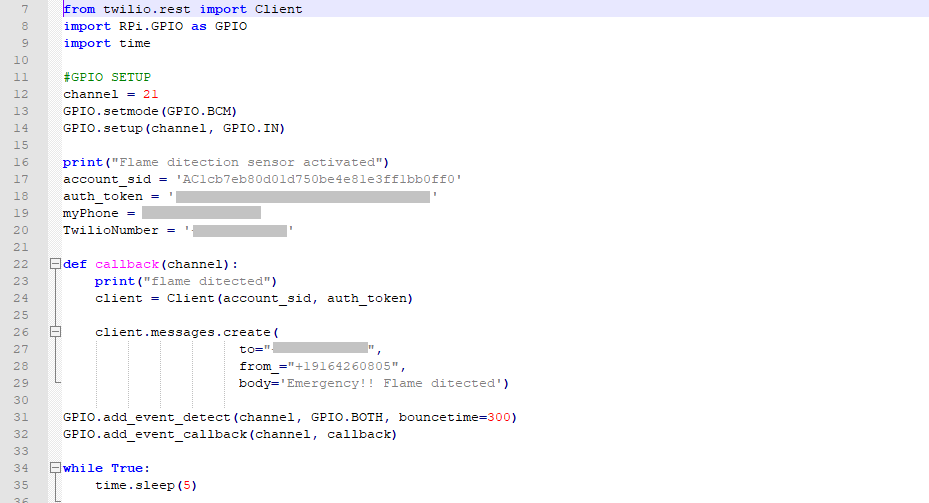 7 from twilio.rest import Client
8 import RPi.GPIO as GPIO
9 import time
10
11 #GPIO SETUP
12 channel = 21
13 GPIO.setmode(GPIO.BCM)
14 GPIO.setup(channel, GPIO.IN)
15
16 print("Flame ditection sensor activated")
17 account_sid = 'AC1cb7eb80d01d750be4e81e3ff1bb0ff0'
18 auth_token = ' '
19 myPhone =
20 TwilioNumber = ' '
21
22 def callback(channel):
23 print("flame ditected")
24 client = Client(account_sid, auth_token)
25
26 client.messages.create(
27 to=" ",
28 from_="+19164260805",
29 body='Emergency!! Flame ditected')
30
31 GPIO.add_event_detect(channel, GPIO.BOTH, bouncetime=300)
32 GPIO.add_event_callback(channel, callback)
33
34 while True:
35 time.sleep(5)
36